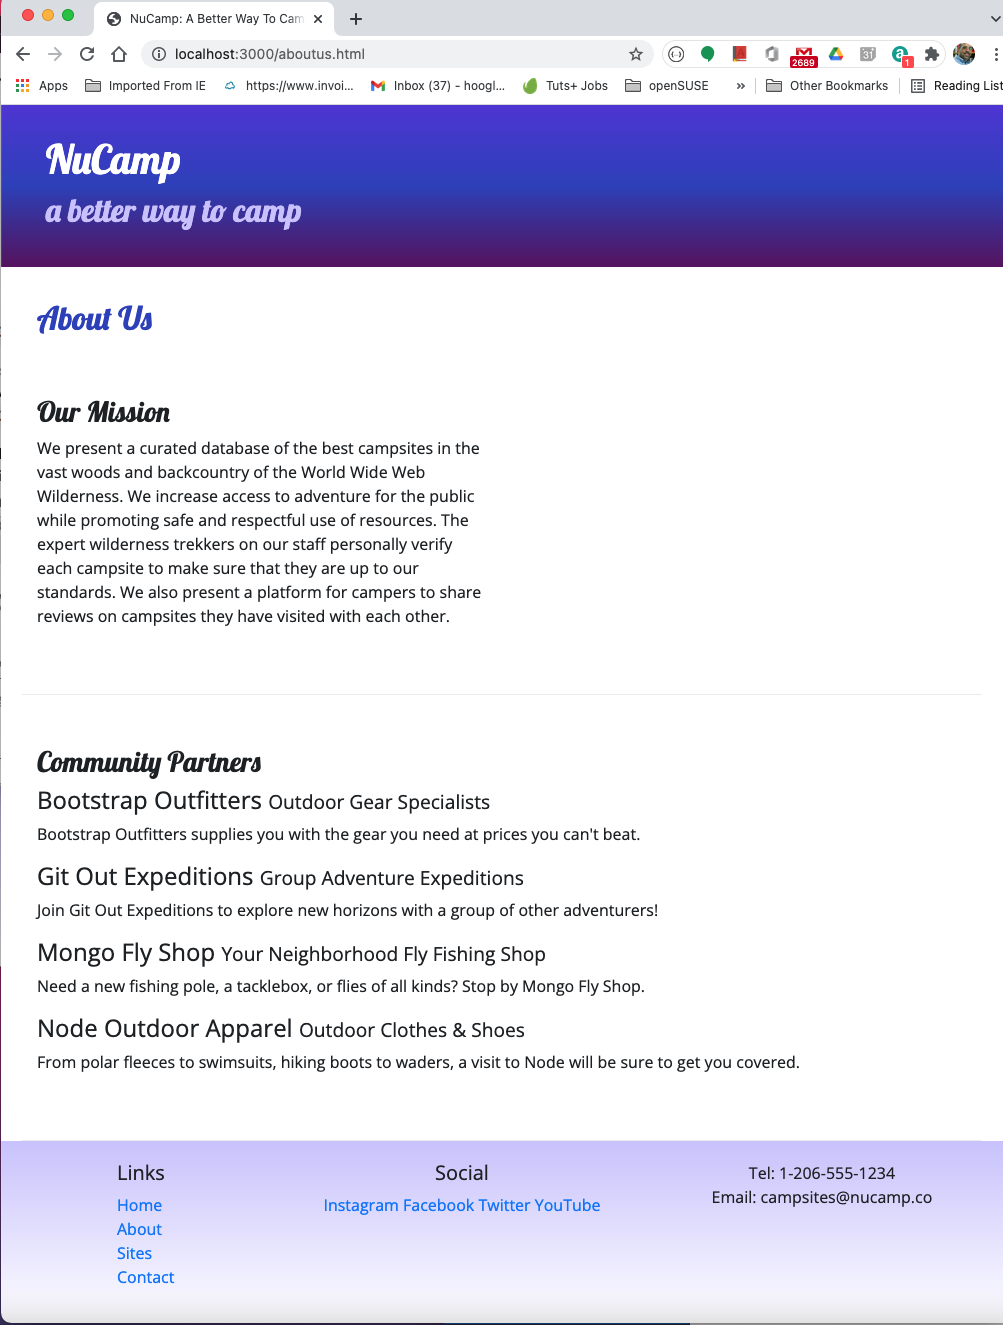 NuCamp: A Better Way To Cam
localhost:3000/aboutus.html
2689
31
a
1
Apps
Imported From IE
https://www.invoi...
Inbox (37) - hoogl...
Tuts+ Jobs
openSUSE
»
Other Bookmarks
Reading List
NuCamp
a better way to camp
About Us
Our Mission
We present a curated database of the best campsites in the
vast woods and backcountry of the World Wide Web
Wilderness. We increase access to adventure for the public
while promoting safe and respectful use of resources. The
expert wilderness trekkers on our staff personally verify
each campsite to make sure that they are up to our
standards. We also present a platform for campers to share
reviews on campsites they have visited with each other.
Community Partners
Bootstrap Outfitters Outdoor Gear Specialists
Bootstrap Outfitters supplies you with the gear you need at prices you can't beat.
Git Out Expeditions Group Adventure Expeditions
Join Git Out Expeditions to explore new horizons with a group of other adventurers!
Mongo Fly Shop Your Neighborhood Fly Fishing Shop
Need a new fishing pole, a tacklebox, or flies of all kinds? Stop by Mongo Fly Shop.
Node Outdoor Apparel Outdoor Clothes & Shoes
From polar fleeces to swimsuits, hiking boots to waders, a visit to Node will be sure to get you covered.
Links
Home
About
Sites
Contact
Social
Instagram Facebook Twitter YouTube
Tel: 1-206-555-1234
Email: campsites@nucamp.co